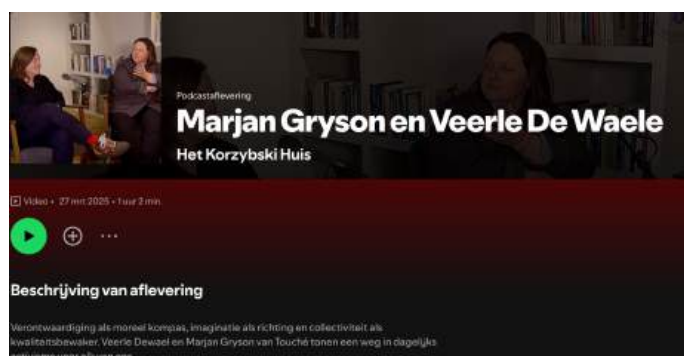 Podcastaflevering
Marjan Gryson en Veerle De Waele
Het Korzybski Huis
Video • 27 mrt 2025 • 1 uur 2 min.
Beschrijving van aflevering
Verontwaardiging als moreel kompas, imaginatie als richting en collectiviteit als
kwaliteitsbewaker. Veerle Dewael en Marjan Gryson van Touché tonen een weg in dagelijks